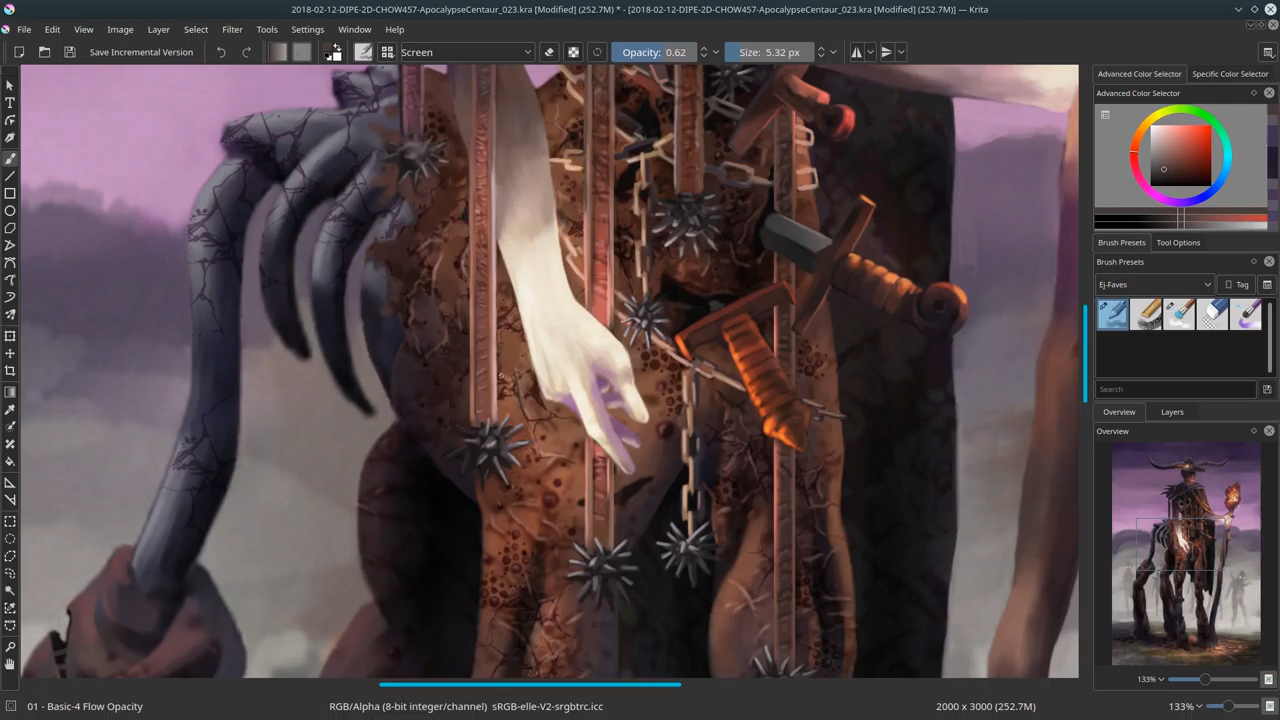 2018-02-12-DIPE-2D-CHOW457-ApocalypseCentaur_023.kra [Modified] (252.7M) * - [2018-02-12-DIPE-2D-CHOW457-ApocalypseCentaur_023.kra [Modified] (252.7M)] — Krita
File Edit View Image Layer Select Filter Tools Settings Window Help
Save Incremental Version Screen Opacity: 0.62 Size: 5.32 px
Advanced Color Selector Specific Color Selector
Advanced Color Selector
Brush Presets Tool Options
Brush Presets
Ej-Faves Tag
Search
Overview Layers
Overview
133%
01 - Basic-4 Flow Opacity RGB/Alpha (8-bit integer/channel) sRGB-elle-V2-srgbtrc.icc 2000 x 3000 (252.7M) 133%